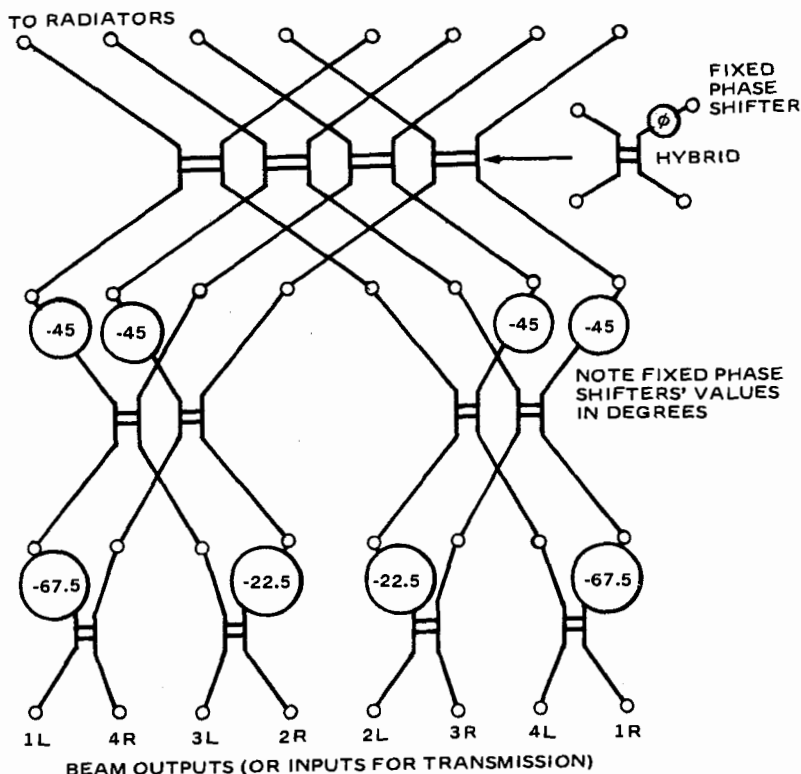 TO RADIATORS
FIXED
PHASE
SHIFTER
ø
HYBRID
-45
-45
-45
-45
NOTE FIXED PHASE
SHIFTERS' VALUES
IN DEGREES
-67.5
-22.5
-22.5
-67.5
1L 4R 3L 2R 2L 3R 4L 1R
BEAM OUTPUTS (OR INPUTS FOR TRANSMISSION)